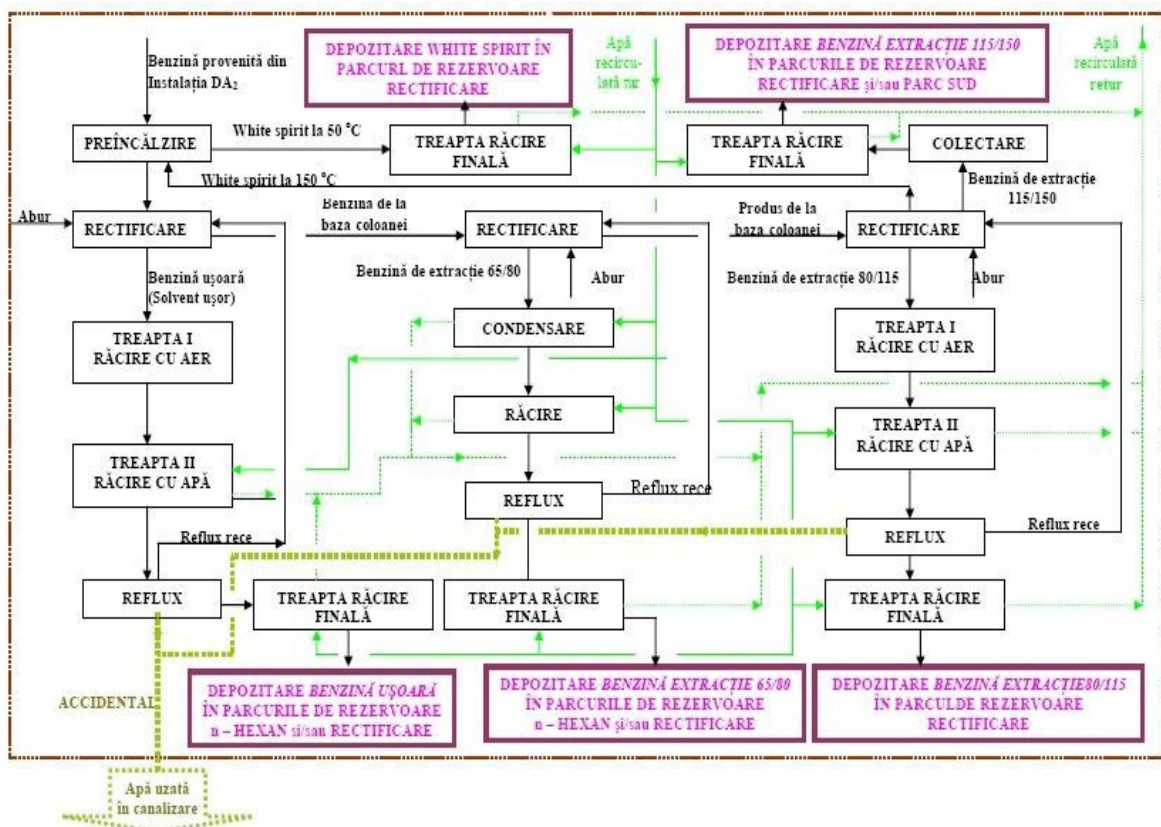 Benzină provenită din
Instalația DA₂
DEPOZITARE WHITE SPIRIT ÎN
PARCURL DE REZERVOARE
RECTIFICARE
Apă
recircu-
lată tur
DEPOZITARE BENZINĂ EXTRACȚIE 115/150
ÎN PARCURILE DE REZERVOARE
RECTIFICARE și/sau PARC SUD
Apă
recirculată
retur
PREÎNCĂLZIRE
White spirit la 50 °C
TREAPTA RĂCIRE
FINALĂ
TREAPTA RĂCIRE
FINALĂ
COLECTARE
White spirit la 150 °C
Benzină de extracție
115/150
Abur
RECTIFICARE
Benzina de la
baza coloanei
RECTIFICARE
Produs de la
baza coloanei
RECTIFICARE
Benzină ușoară
(Solvent ușor)
Benzină de extracție 65/80
Abur
Benzină de extracție 80/115
Abur
TREAPTA I
RĂCIRE CU AER
CONDENSARE
TREAPTA I
RĂCIRE CU AER
RĂCIRE
TREAPTA II
RĂCIRE CU APĂ
TREAPTA II
RĂCIRE CU APĂ
REFLUX
Reflux rece
REFLUX
Reflux rece
Reflux rece
REFLUX
TREAPTA RĂCIRE
FINALĂ
TREAPTA RĂCIRE
FINALĂ
TREAPTA RĂCIRE
FINALĂ
ACCIDENTAL
DEPOZITARE BENZINĂ UȘOARĂ
ÎN PARCURILE DE REZERVOARE
n – HEXAN și/sau RECTIFICARE
DEPOZITARE BENZINĂ EXTRACȚIE 65/80
ÎN PARCURILE DE REZERVOARE
n – HEXAN și/sau RECTIFICARE
DEPOZITARE BENZINĂ EXTRACȚIE80/115
ÎN PARCULDE REZERVOARE
RECTIFICARE
Apă uzată
în canalizare